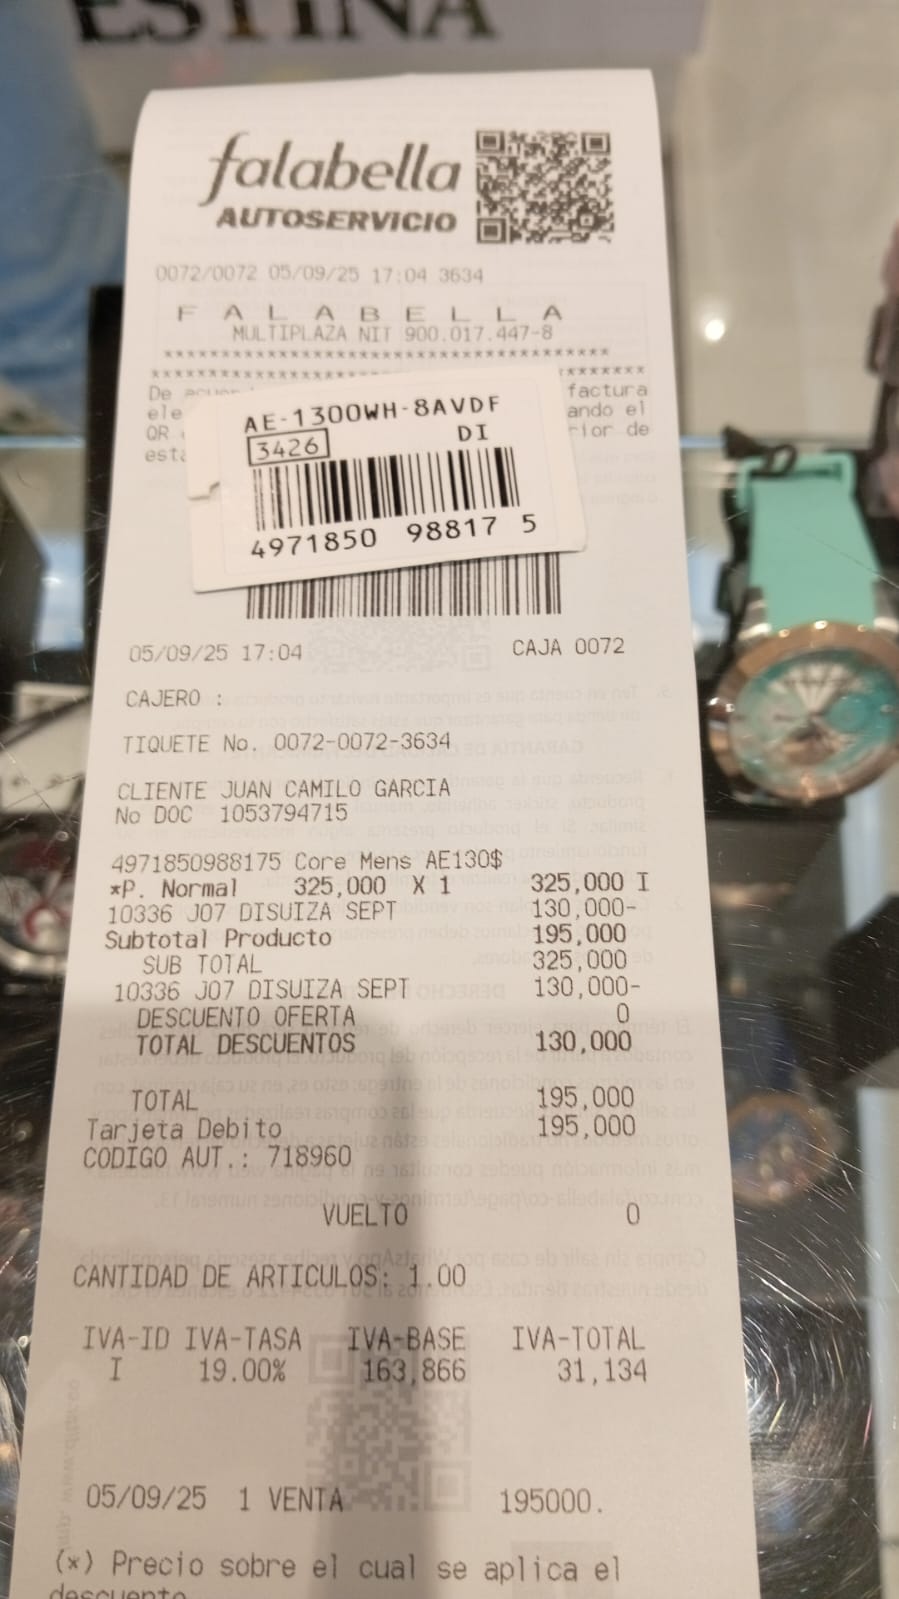 ESTINA
falabella
AUTOSERVICIO
0072/0072 05/09/25 17:04 3634
F A L A B E L L A
MULTIPLAZA NIT 900.017.447-8
****************************************
****************************************
De factura
ele ando el
QR rior de
esta
AE-1300WH-8AVDF
3426 DI
4971850 98817 5
05/09/25 17:04 CAJA 0072
CAJERO :
TIQUETE No. 0072-0072-3634
CLIENTE JUAN CAMILO GARCIA
No DOC 1053794715
4971850988175 Core Mens AE130$
*P. Normal 325,000 X 1 325,000 I
10336 J07 DISUIZA SEPT 130,000-
Subtotal Producto 195,000
SUB TOTAL 325,000
10336 J07 DISUIZA SEPT 130,000-
DESCUENTO OFERTA 0
TOTAL DESCUENTOS 130,000
TOTAL 195,000
Tarjeta Debito 195,000
CODIGO AUT.: 718960
VUELTO 0
CANTIDAD DE ARTICULOS: 1.00
IVA-ID IVA-TASA IVA-BASE IVA-TOTAL
I 19.00% 163,866 31,134
05/09/25 1 VENTA 195000.
(*) Precio sobre el cual se aplica el
descuento